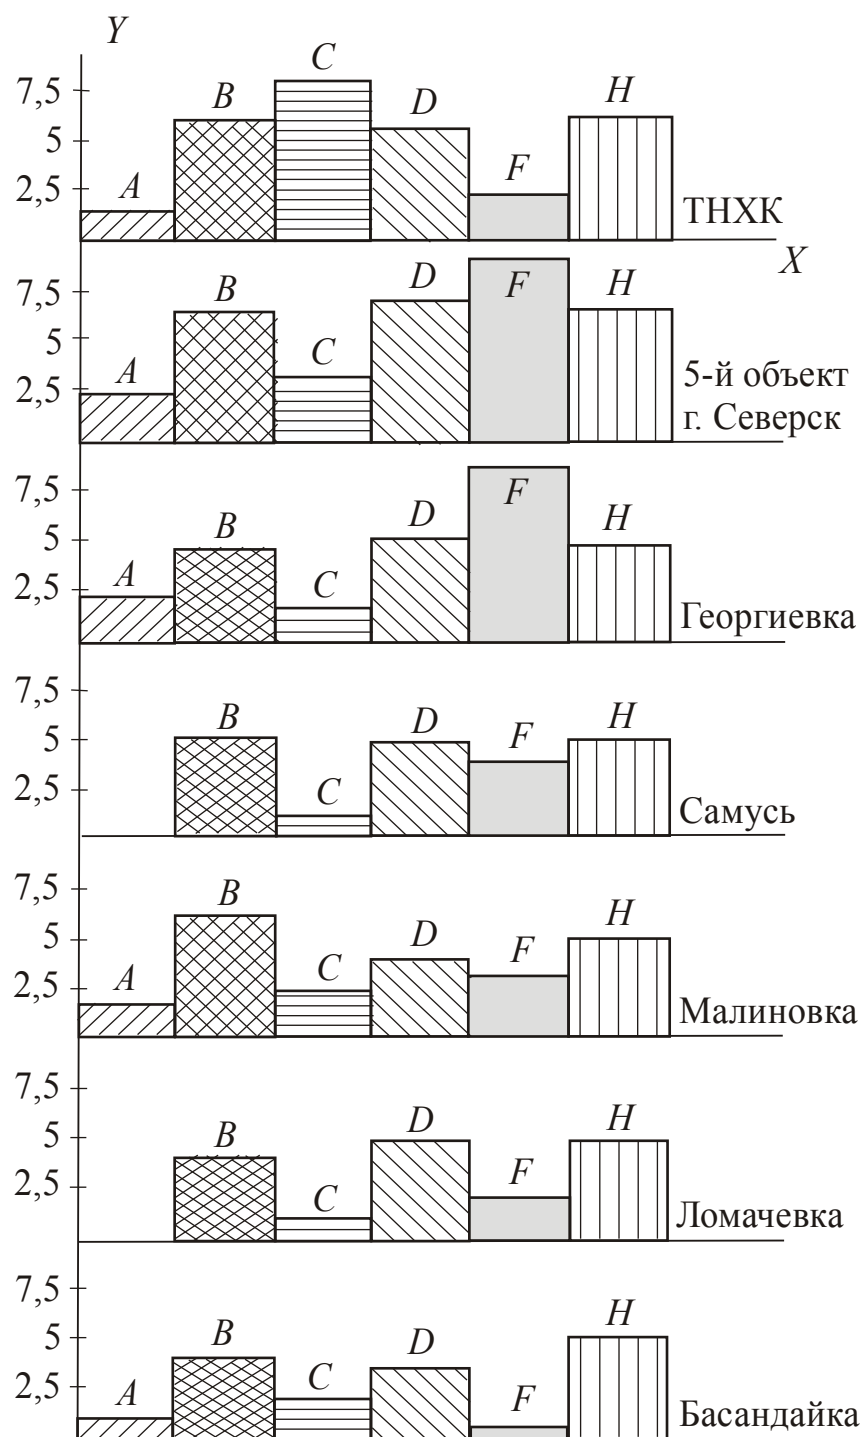 Y
C
7,5
B
H
D
5
F
A
2,5
ТНХК
X
B
D
F
H
7,5
5
C
A
2,5
5-й объект
г. Северск
F
7,5
D
B
H
5
A
C
2,5
Георгиевка
7,5
B
D
H
F
5
C
2,5
Самусь
7,5
B
H
D
5
F
A
C
2,5
Малиновка
7,5
D
H
B
5
F
C
2,5
Ломачевка
7,5
H
B
D
5
C
A
F
2,5
Басандайка